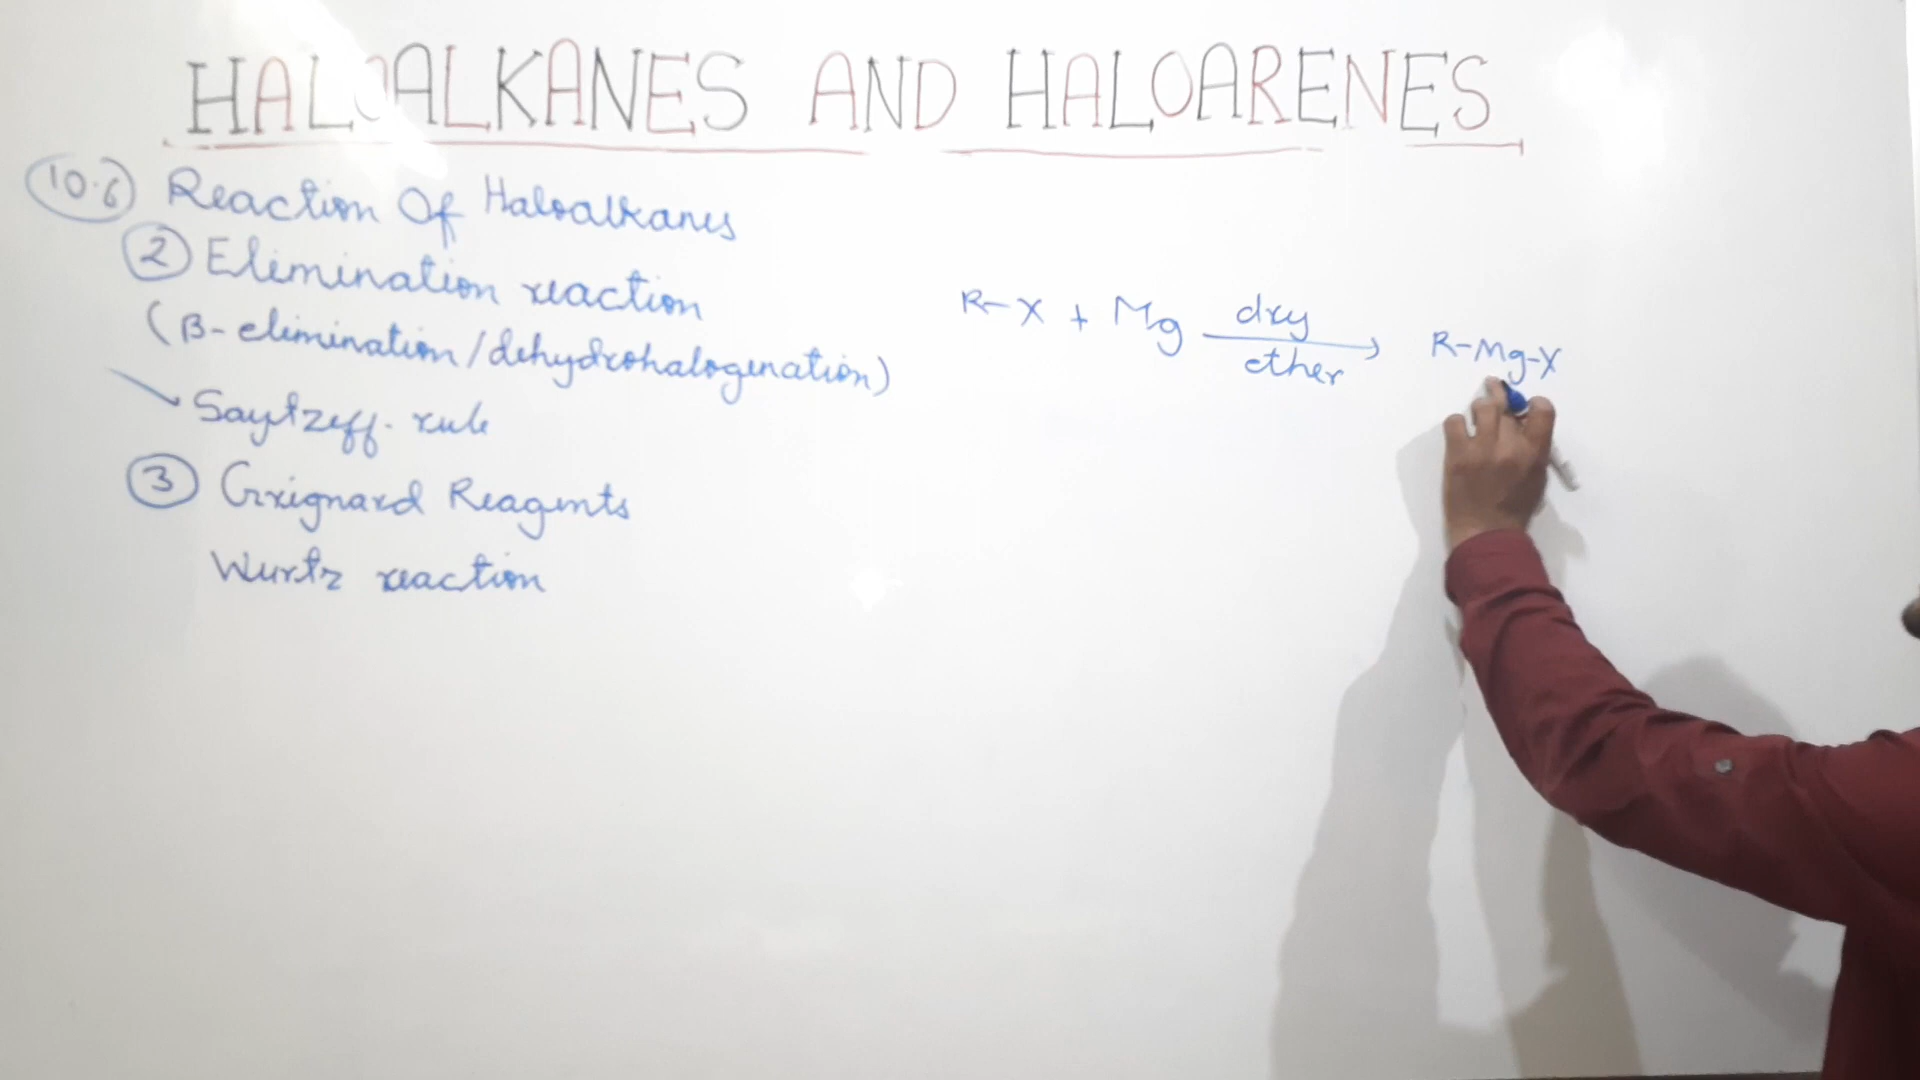 HALOALKANES AND HALOARENES
10.6 Reaction Of Haloalkanes
2 Elimination reaction
(β-elimination/dehydrohalogenation)
Saytzeff. rule
3 Grignard Reagents
Wurtz reaction
R-X + Mg dry ether → R-Mg-X